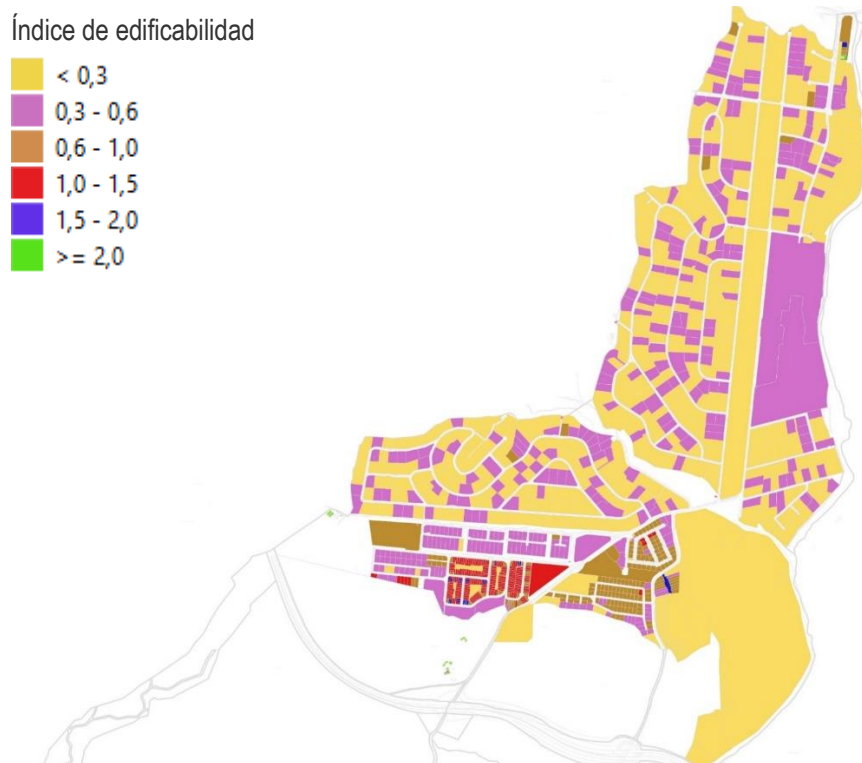 Índice de edificabilidad
< 0,3
0,3 - 0,6
0,6 - 1,0
1,0 - 1,5
1,5 - 2,0
>= 2,0